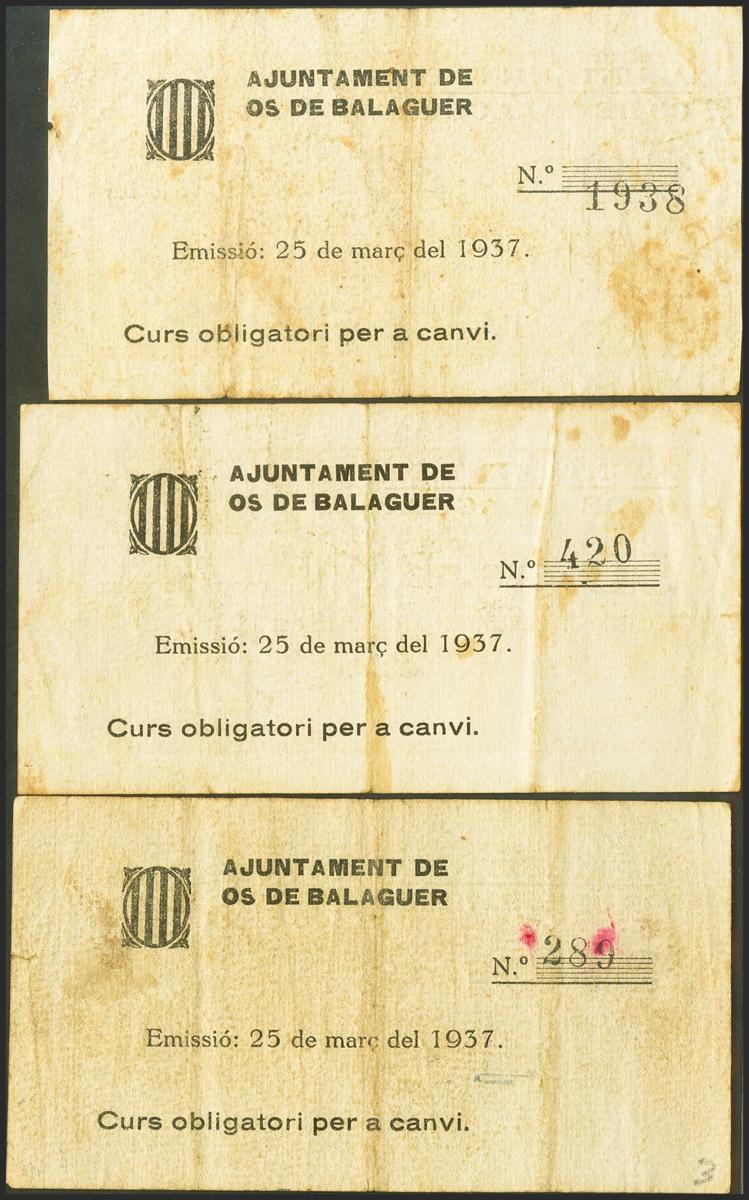 AJUNTAMENT DE
OS DE BALAGUER
N.º 1938
Emissió: 25 de març del 1937.
Curs obligatori per a canvi.
AJUNTAMENT DE
OS DE BALAGUER
N.º 420
Emissió: 25 de març del 1937.
Curs obligatori per a canvi.
AJUNTAMENT DE
OS DE BALAGUER
N.º 289
Emissió: 25 de març del 1937.
Curs obligatori per a canvi.